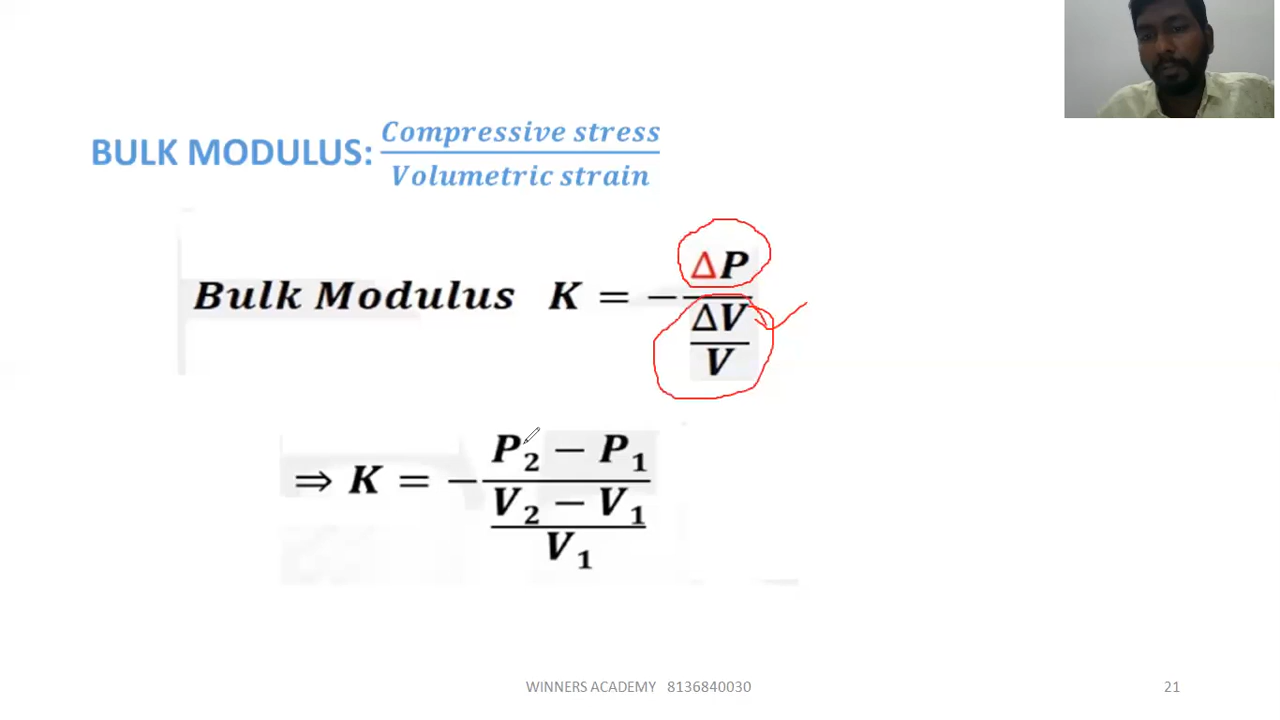 BULK MODULUS: Compressive stress / Volumetric strain
Bulk Modulus K = − ΔP / (ΔV / V)
⇒ K = − (P₂ − P₁) / ((V₂ − V₁) / V₁)
WINNERS ACADEMY 8136840030
21